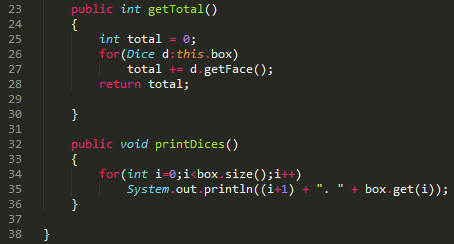 23 public int getTotal()
24 {
25 int total = 0;
26 for(Dice d:this.box)
27 total += d.getFace();
28 return total;
29
30 }
31
32 public void printDices()
33 {
34 for(int i=0;i<box.size();i++)
35 System.out.println((i+1) + ". " + box.get(i));
36 }
37
38 }